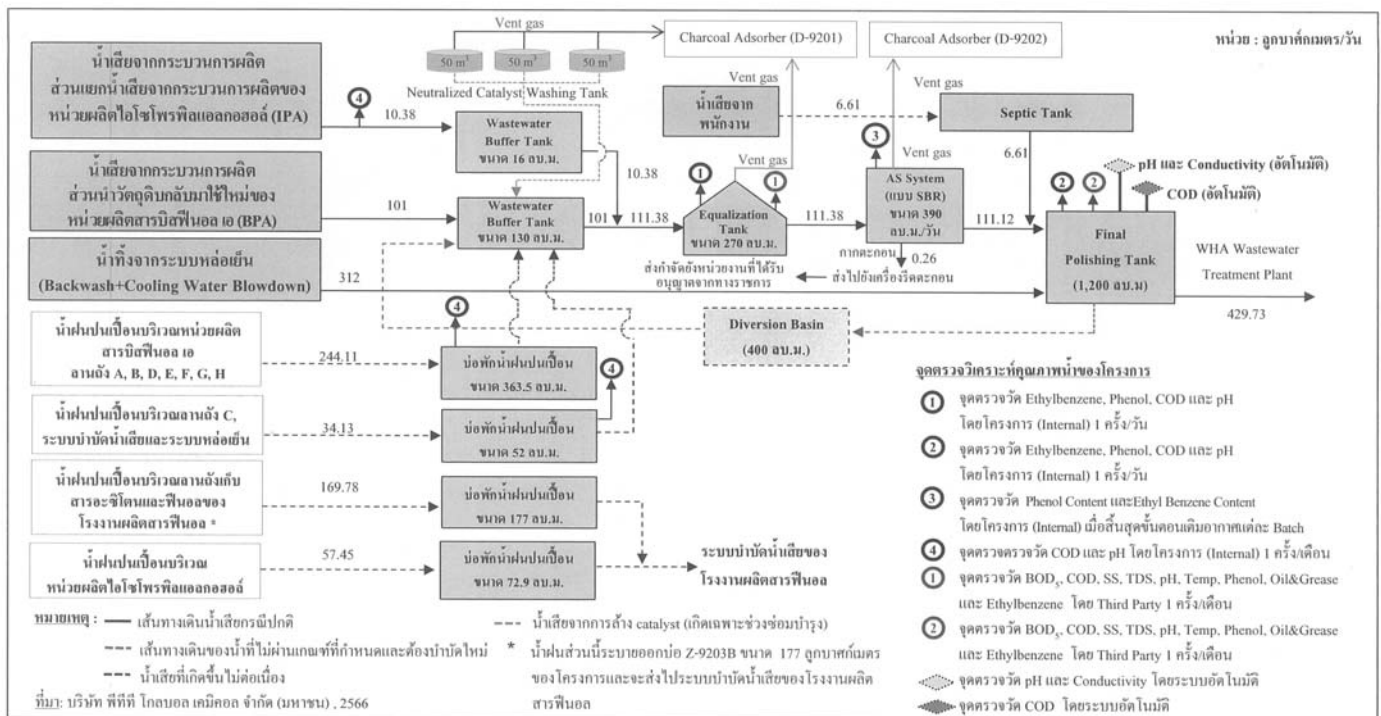 Vent gas
Charcoal Adsorber (D-9201)
Charcoal Adsorber (D-9202)
หน่วย : ลูกบาศก์เมตร/วัน
น้ำเสียจากกระบวนการผลิต
ส่วนแยกน้ำเสียจากกระบวนการผลิตของ
หน่วยผลิตไอโซโพรพิลแอลกอฮอล์ (IPA)
50 m³
50 m³
50 m³
Neutralized Catalyst Washing Tank
4
10.38
Wastewater
Buffer Tank
ขนาด 16 ลบ.ม.
10.38
Vent gas
น้ำเสียจาก
พนักงาน
6.61
Vent gas
Septic Tank
6.61
น้ำเสียจากกระบวนการผลิต
ส่วนนำวัตถุดิบกลับมาใช้ใหม่ของ
หน่วยผลิตสารบิสฟีนอล เอ (BPA)
101
Wastewater
Buffer Tank
ขนาด 130 ลบ.ม.
101
111.38
Vent gas
1
1
Equalization
Tank
ขนาด 270 ลบ.ม.
111.38
3
Vent gas
AS System
(แบบ SBR)
ขนาด 390
ลบ.ม./วัน
111.12
2
2
pH และ Conductivity (อัตโนมัติ)
COD (อัตโนมัติ)
Final
Polishing Tank
(1,200 ลบ.ม)
WHA Wastewater
Treatment Plant
429.73
กากตะกอน
0.26
ส่งกำจัดยังหน่วยงานที่ได้รับ
อนุญาตจากทางราชการ
ส่งไปยังเครื่องรีดตะกอน
น้ำทิ้งจากระบบหล่อเย็น
(Backwash+Cooling Water Blowdown)
312
Diversion Basin
(400 ลบ.ม.)
น้ำฝนปนเปื้อนบริเวณหน่วยผลิต
สารบิสฟีนอล เอ
ลานถัง A, B, D, E, F, G, H
244.11
4
บ่อพักน้ำฝนปนเปื้อน
ขนาด 363.5 ลบ.ม.
น้ำฝนปนเปื้อนบริเวณลานถัง C,
ระบบบำบัดน้ำเสียและระบบหล่อเย็น
34.13
4
บ่อพักน้ำฝนปนเปื้อน
ขนาด 52 ลบ.ม.
น้ำฝนปนเปื้อนบริเวณลานถังเก็บ
สารอะซิโตนและฟีนอลของ
โรงงานผลิตสารฟีนอล *
169.78
บ่อพักน้ำฝนปนเปื้อน
ขนาด 177 ลบ.ม.
น้ำฝนปนเปื้อนบริเวณ
หน่วยผลิตไอโซโพรพิลแอลกอฮอล์
57.45
บ่อพักน้ำฝนปนเปื้อน
ขนาด 72.9 ลบ.ม.
ระบบบำบัดน้ำเสียของ
โรงงานผลิตสารฟีนอล
จุดตรวจวิเคราะห์คุณภาพน้ำของโครงการ
1 จุดตรวจวัด Ethylbenzene, Phenol, COD และ pH
โดยโครงการ (Internal) 1 ครั้ง/วัน
2 จุดตรวจวัด Ethylbenzene, Phenol, COD และ pH
โดยโครงการ (Internal) 1 ครั้ง/วัน
3 จุดตรวจวัด Phenol Content และEthyl Benzene Content
โดยโครงการ (Internal) เมื่อสิ้นสุดขั้นตอนเติมอากาศแต่ละ Batch
4 จุดตรวจตรวจวัด COD และ pH โดยโครงการ (Internal) 1 ครั้ง/เดือน
1 จุดตรวจวัด BOD₅, COD, SS, TDS, pH, Temp, Phenol, Oil&Grease
และ Ethylbenzene โดย Third Party 1 ครั้ง/เดือน
2 จุดตรวจวัด BOD₅, COD, SS, TDS, pH, Temp, Phenol, Oil&Grease
และ Ethylbenzene โดย Third Party 1 ครั้ง/เดือน
จุดตรวจวัด pH และ Conductivity โดยระบบอัตโนมัติ
จุดตรวจวัด COD โดยระบบอัตโนมัติ
หมายเหตุ : เส้นทางเดินน้ำเสียกรณีปกติ
เส้นทางเดินของน้ำที่ไม่ผ่านเกณฑ์ที่กำหนดและต้องบำบัดใหม่
น้ำเสียที่เกิดขึ้นไม่ต่อเนื่อง
น้ำเสียจากการล้าง catalyst (เกิดเฉพาะช่วงซ่อมบำรุง)
* น้ำฝนส่วนนี้ระบายออกบ่อ Z-9203B ขนาด 177 ลูกบาศก์เมตร
ของโครงการและจะส่งไประบบบำบัดน้ำเสียของโรงงานผลิต
สารฟีนอล
ที่มา: บริษัท พีทีที โกลบอล เคมิคอล จำกัด (มหาชน) , 2566